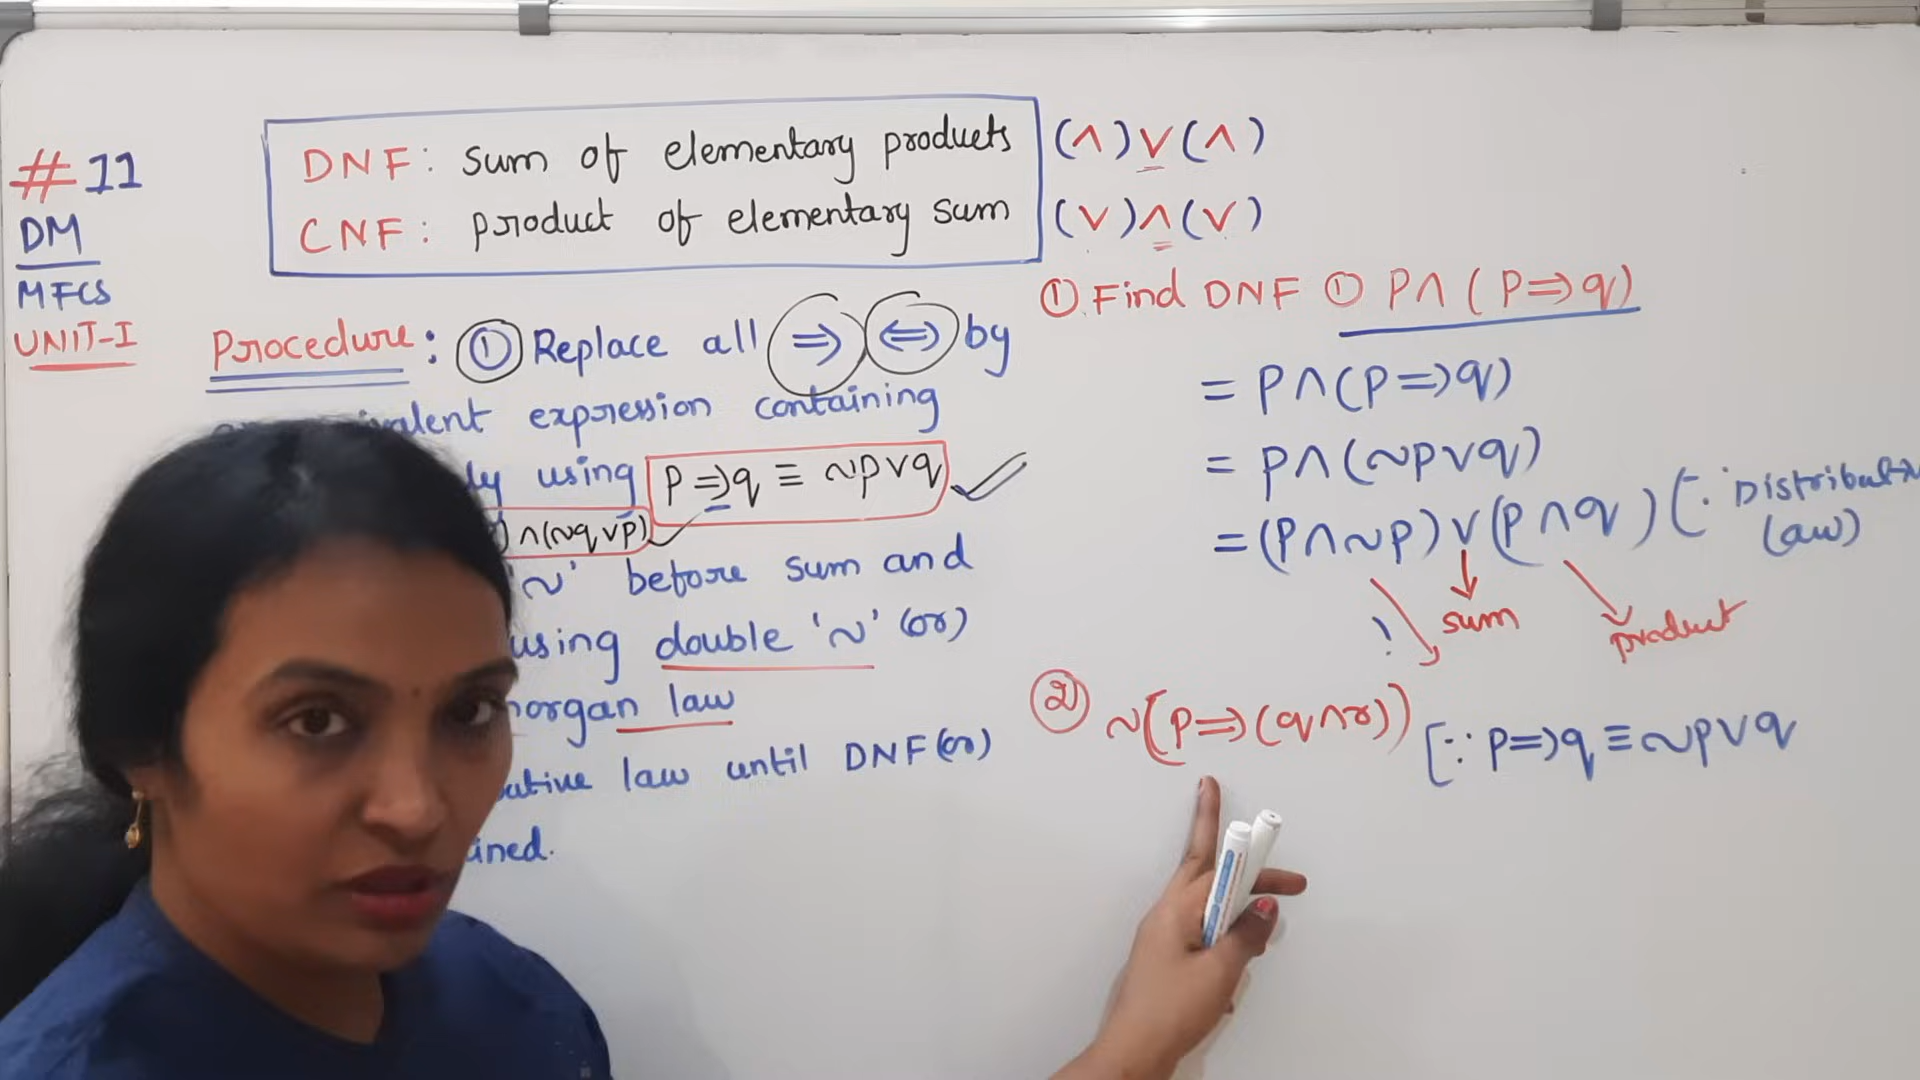 #11
DM
MFCS
UNIT-I
DNF: sum of elementary products (∧)∨(∧)
CNF: product of elementary sum (∨)∧(∨)
Procedure: ① Replace all ⇒ ⇔ by
expression containing
using p⇒q ≡ ~p∨q
∧(~q∨p)
'~' before sum and
using double '~' (or)
law
law until DNF(or)
① Find DNF ① P∧(P⇒q)
= P∧(P⇒q)
= p∧(~p∨q)
=(P∧~P)∨(P∧q) [∵ Distributive
law)
sum
product
② ~(p⇒(q∧r)) [∵ p⇒q ≡ ~p∨q